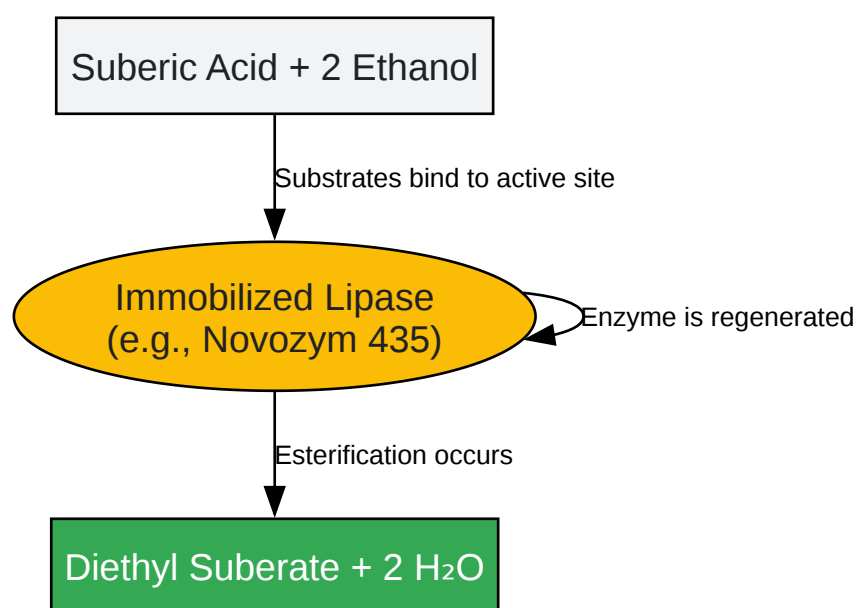 Suberic Acid + 2 Ethanol
Substrates bind to active site
Immobilized Lipase
(e.g., Novozym 435)
Enzyme is regenerated
Esterification occurs
Diethyl Suberate + 2 H₂O